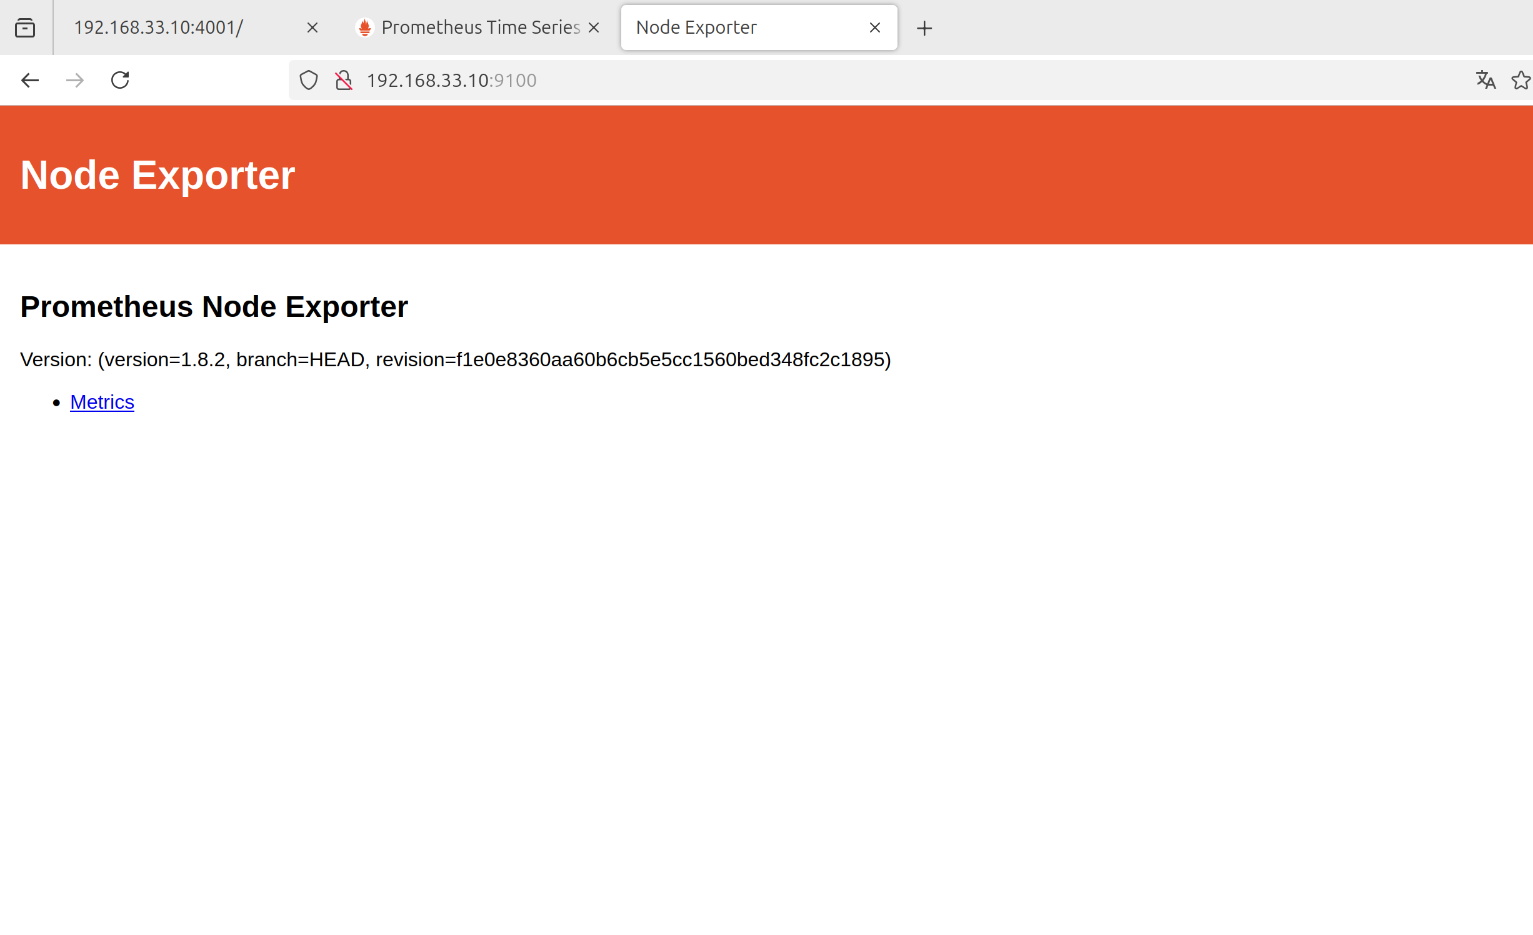 192.168.33.10:4001/
Prometheus Time Series
Node Exporter
192.168.33.10:9100
Node Exporter
Prometheus Node Exporter
Version: (version=1.8.2, branch=HEAD, revision=f1e0e8360aa60b6cb5e5cc1560bed348fc2c1895)
Metrics